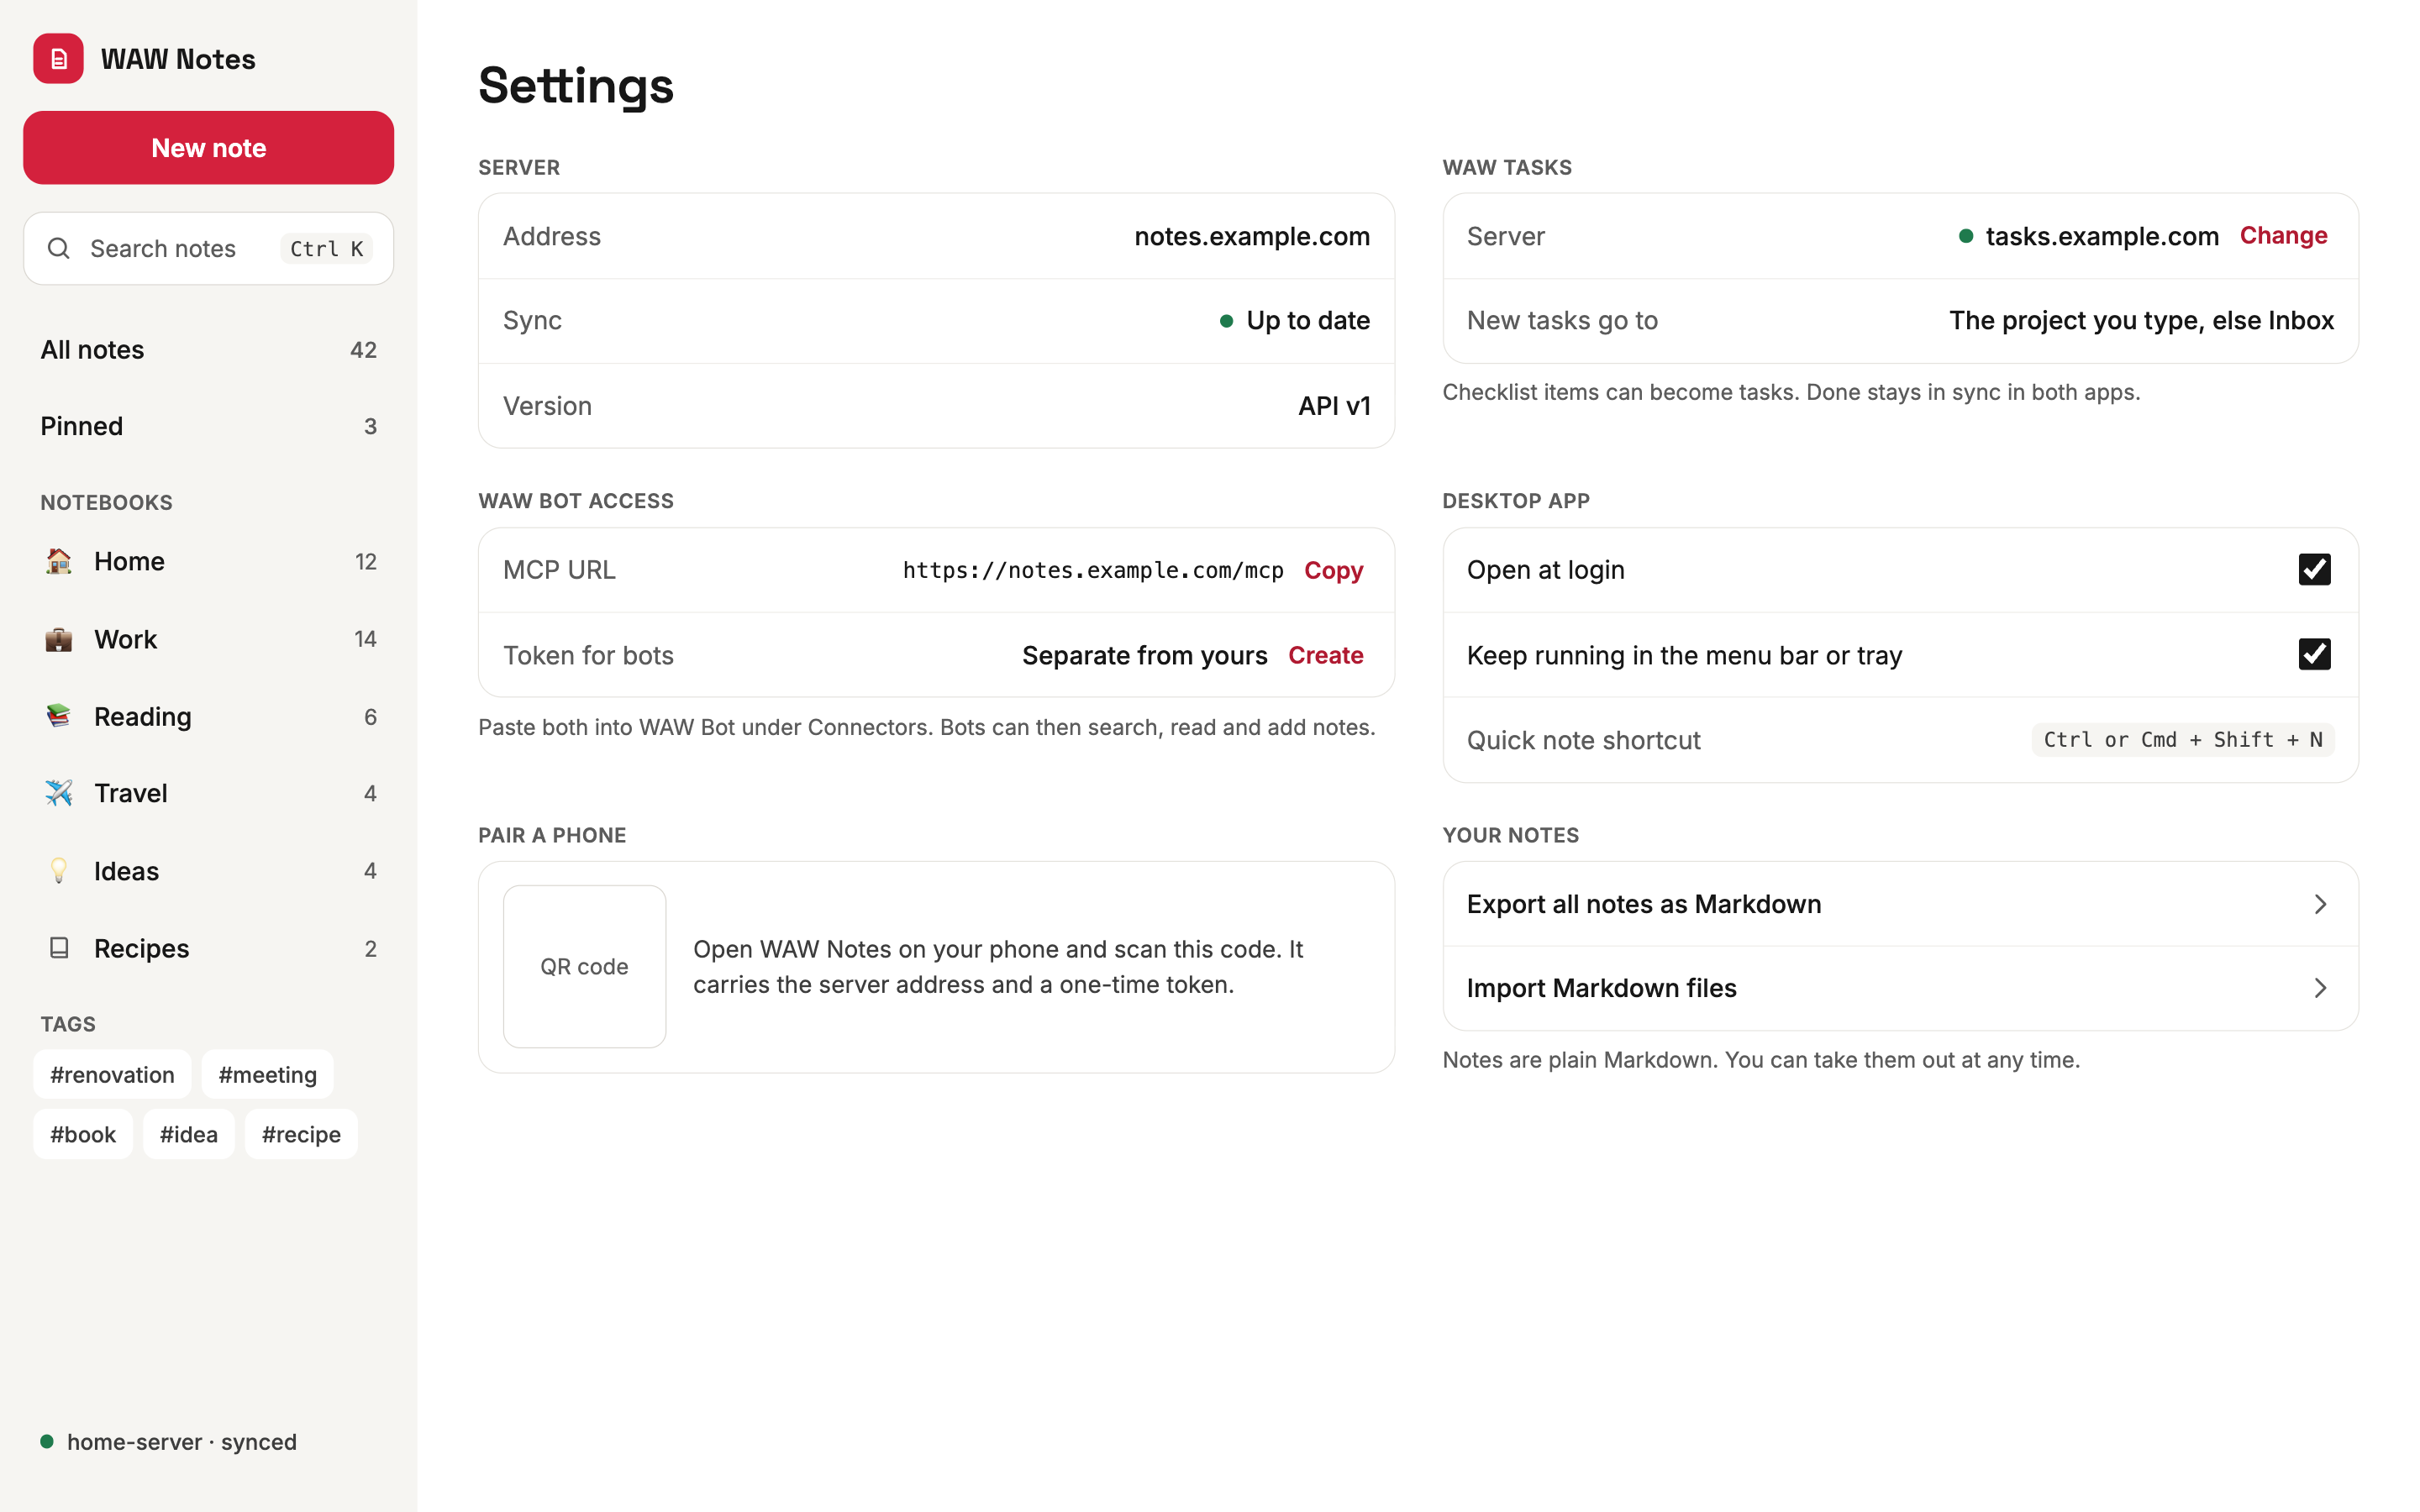 WAW Notes
New note
Search notes Ctrl K
All notes 42
Pinned 3
NOTEBOOKS
Home 12
Work 14
Reading 6
Travel 4
Ideas 4
Recipes 2
TAGS
#renovation #meeting
#book #idea #recipe
home-server · synced
Settings
SERVER
Address notes.example.com
Sync Up to date
Version API v1
WAW TASKS
Server tasks.example.com Change
New tasks go to The project you type, else Inbox
Checklist items can become tasks. Done stays in sync in both apps.
WAW BOT ACCESS
MCP URL https://notes.example.com/mcp Copy
Token for bots Separate from yours Create
Paste both into WAW Bot under Connectors. Bots can then search, read and add notes.
DESKTOP APP
Open at login
Keep running in the menu bar or tray
Quick note shortcut Ctrl or Cmd + Shift + N
PAIR A PHONE
QR code
Open WAW Notes on your phone and scan this code. It
carries the server address and a one-time token.
YOUR NOTES
Export all notes as Markdown
Import Markdown files
Notes are plain Markdown. You can take them out at any time.